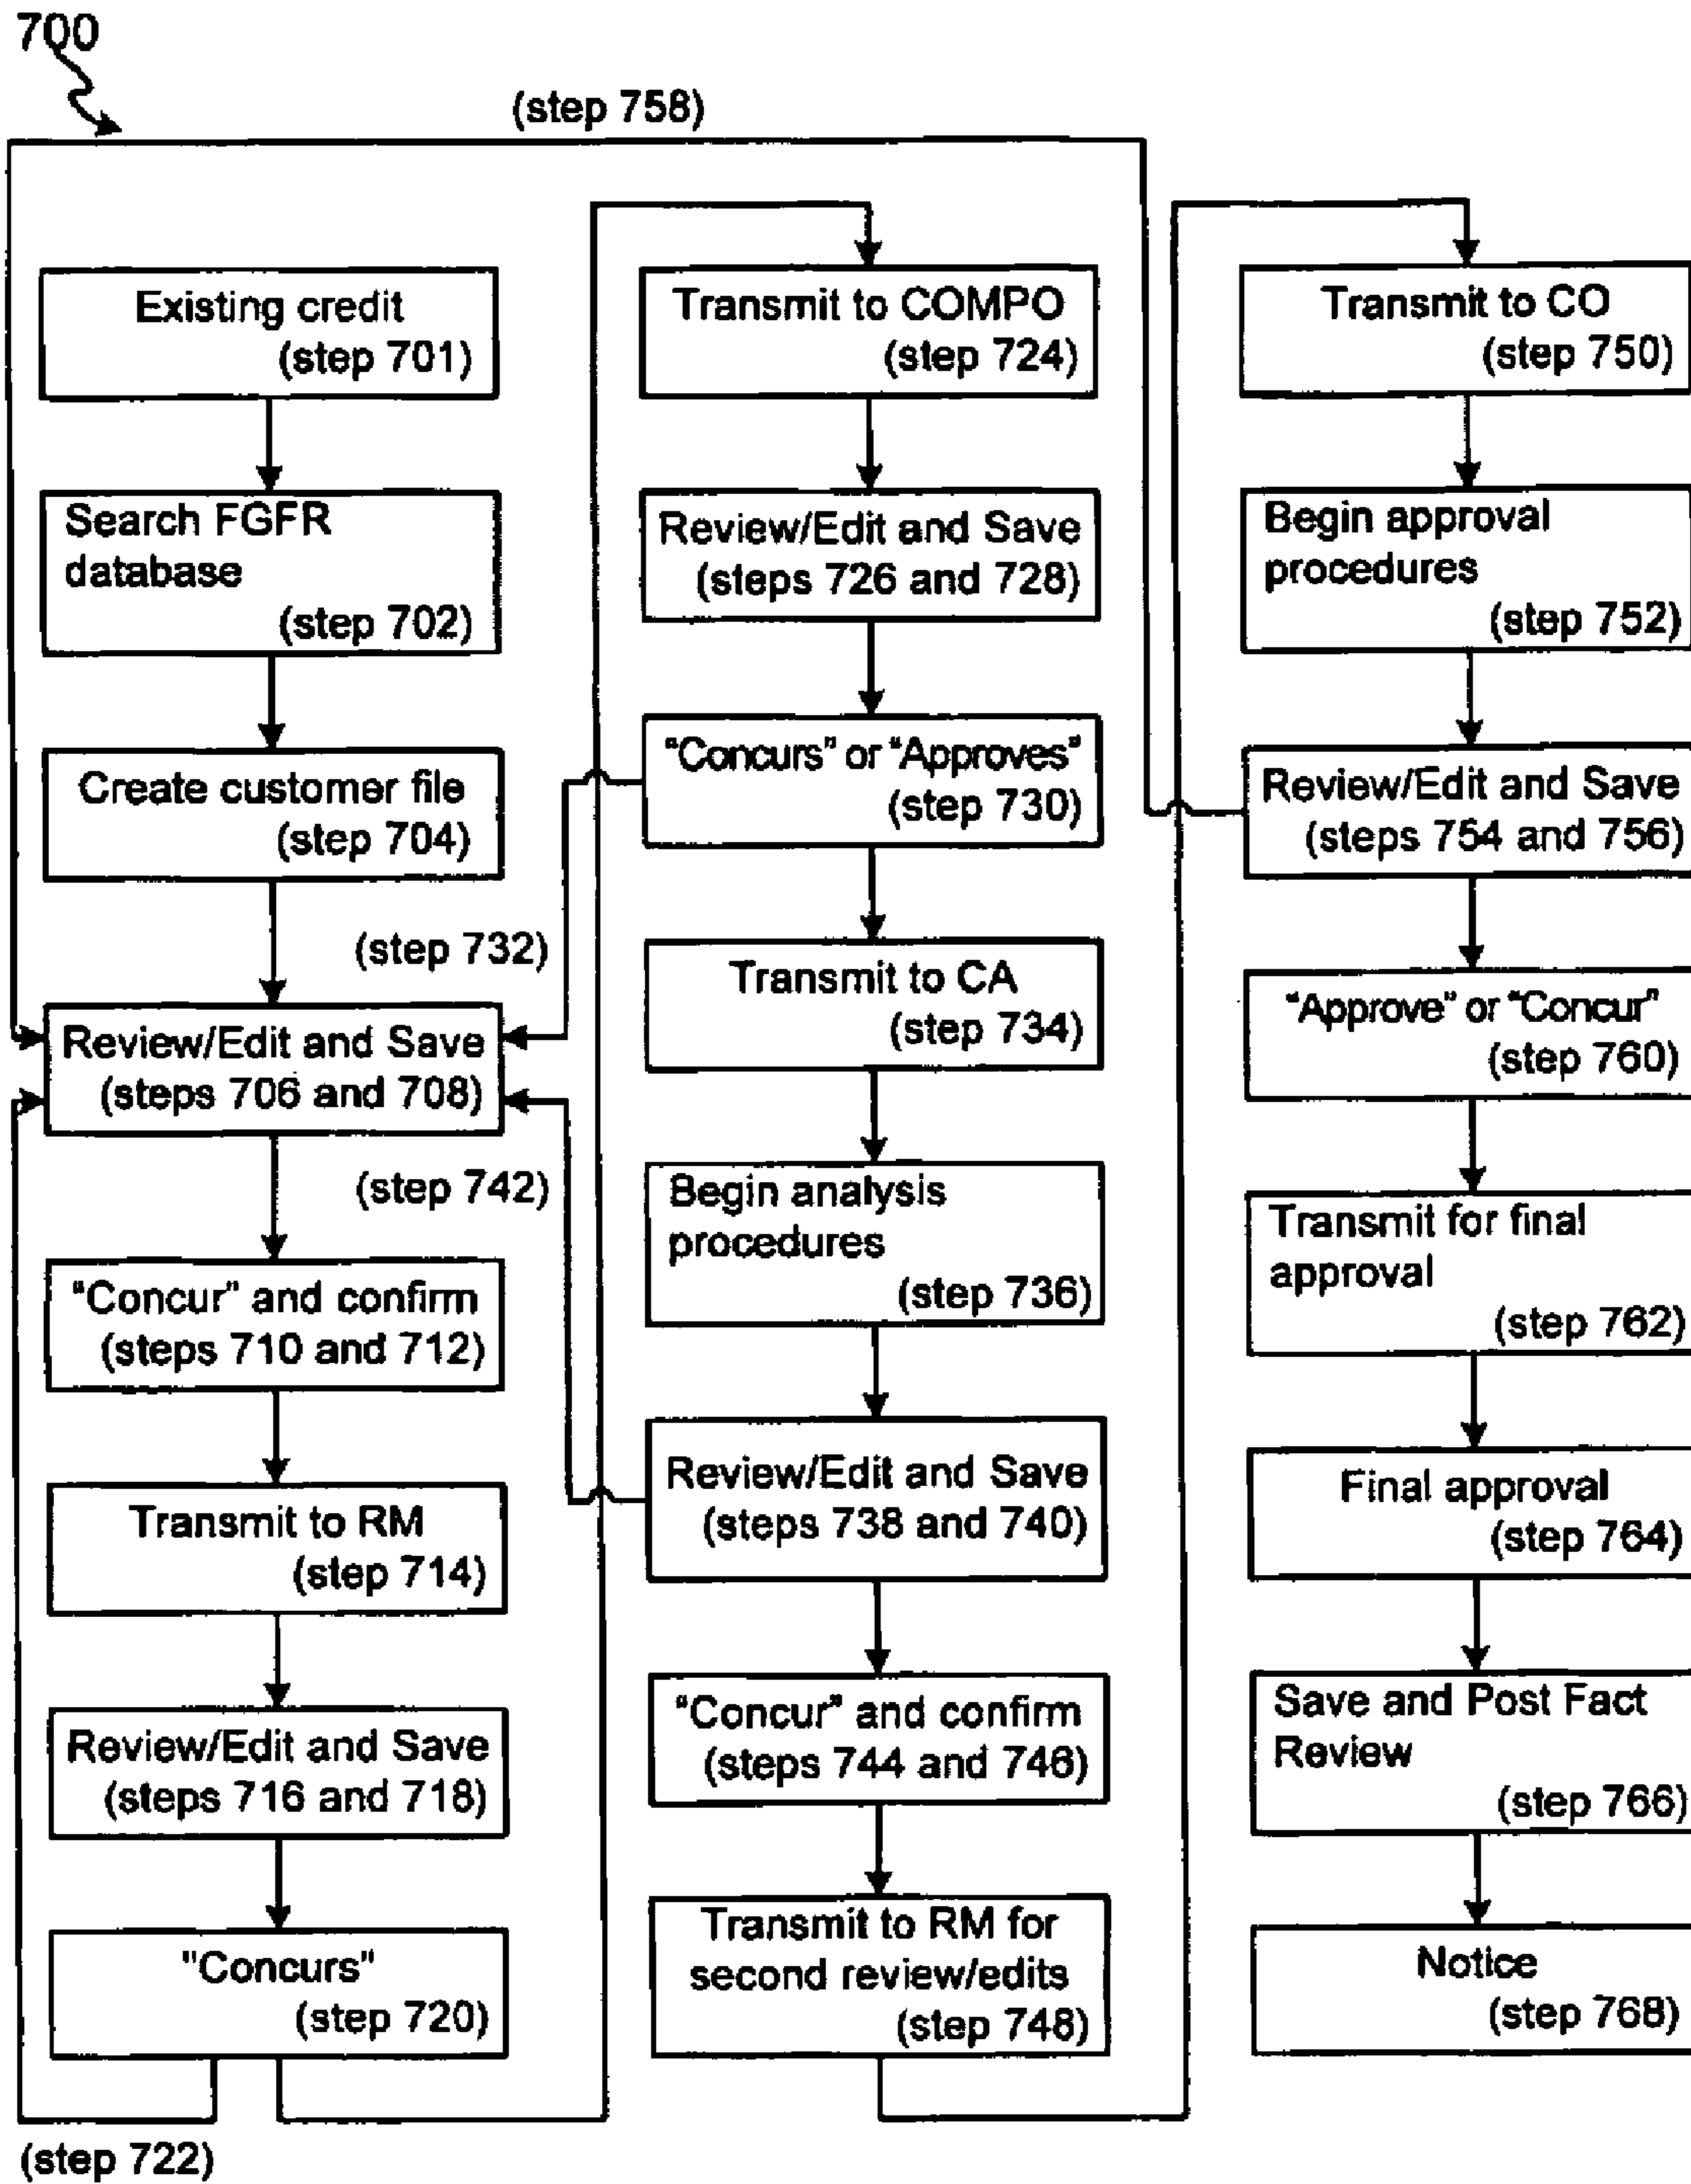 700
(step 758)
Existing credit
(step 701)
Search FGFR
database
(step 702)
Create customer file
(step 704)
(step 732)
Review/Edit and Save
(steps 706 and 708)
(step 742)
"Concur" and confirm
(steps 710 and 712)
Transmit to RM
(step 714)
Review/Edit and Save
(steps 716 and 718)
"Concurs"
(step 720)
(step 722)
Transmit to COMPO
(step 724)
Review/Edit and Save
(steps 726 and 728)
"Concurs" or "Approves"
(step 730)
Transmit to CA
(step 734)
Begin analysis
procedures
(step 736)
Review/Edit and Save
(steps 738 and 740)
"Concur" and confirm
(steps 744 and 746)
Transmit to RM for
second review/edits
(step 748)
Transmit to CO
(step 750)
Begin approval
procedures
(step 752)
Review/Edit and Save
(steps 754 and 756)
"Approve" or "Concur"
(step 760)
Transmit for final
approval
(step 762)
Final approval
(step 764)
Save and Post Fact
Review
(step 766)
Notice
(step 768)